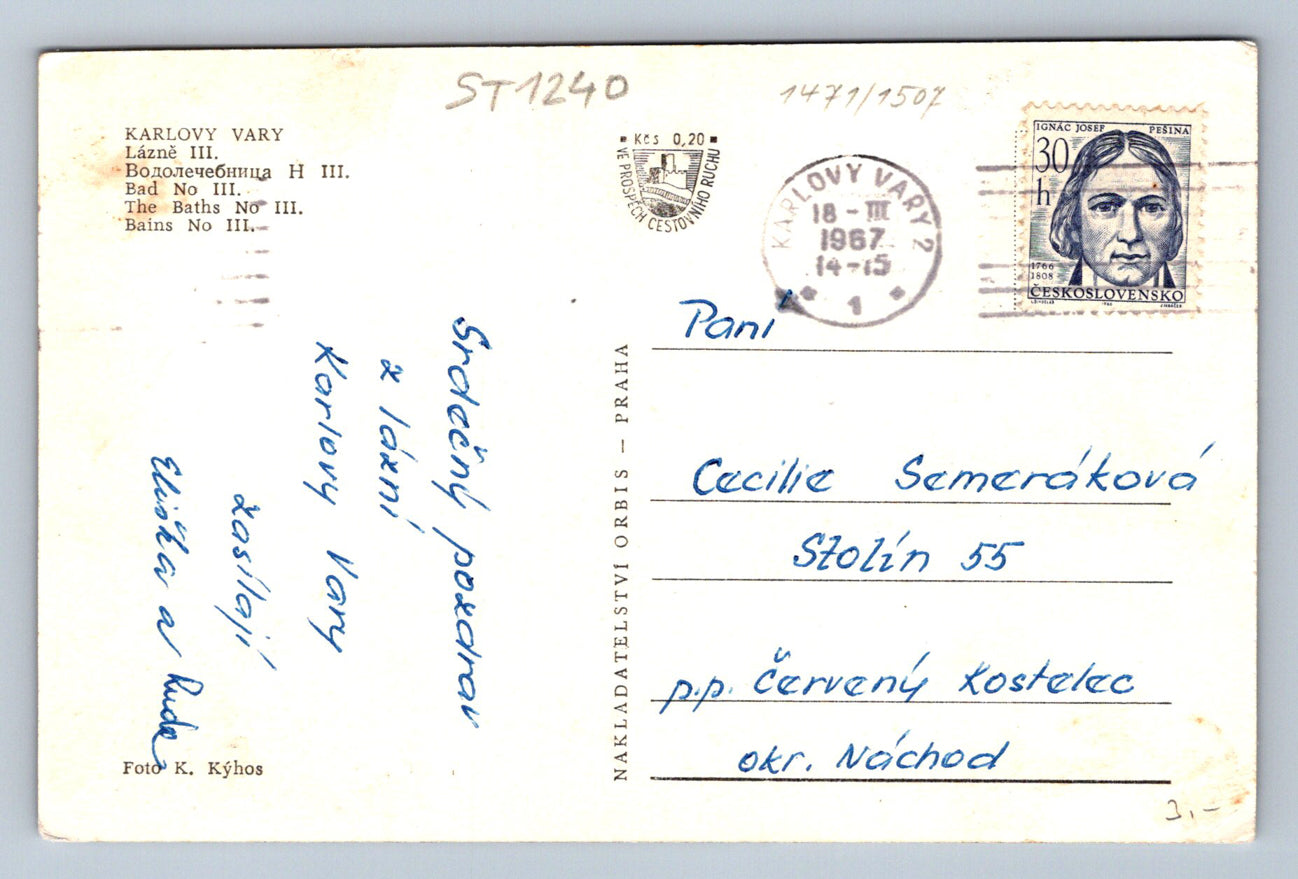 ST1240
1471/1507
KARLOVY VARY
Lázně III.
Водолечебница Н III.
Bad No III.
The Baths No III.
Bains No III.
Kčs 0,20
VE PROSPĚCH CESTOVNÍHO RUCHU
KARLOVY VARY 2
18 - III
1967
14-15
1
IGNÁC JOSEF PEŠINA
30
h
1766
1808
ČESKOSLOVENSKO
Srdečný pozdrav
z lázní
Karlovy Vary
zasílají
Eliška a Ruda
Foto K. Kýhos
NAKLADATELSTVÍ ORBIS — PRAHA
Paní
Cecilie Semeráková
Stolín 55
p.p. Červený Kostelec
okr. Náchod
3,-